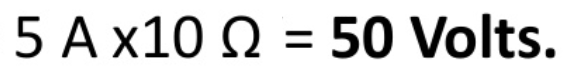 5 A x10 Ω = 50 Volts.